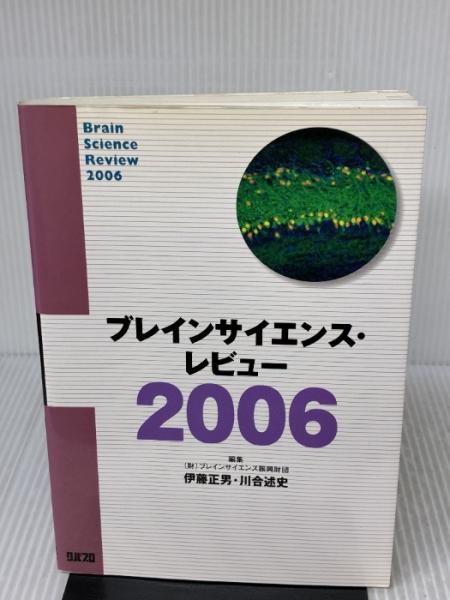 Brain
Science
Review
2006
ブレインサイエンス・
レビュー
2006
編集
(財)ブレインサイエンス振興財団
伊藤正男・川合述史
クバプロ